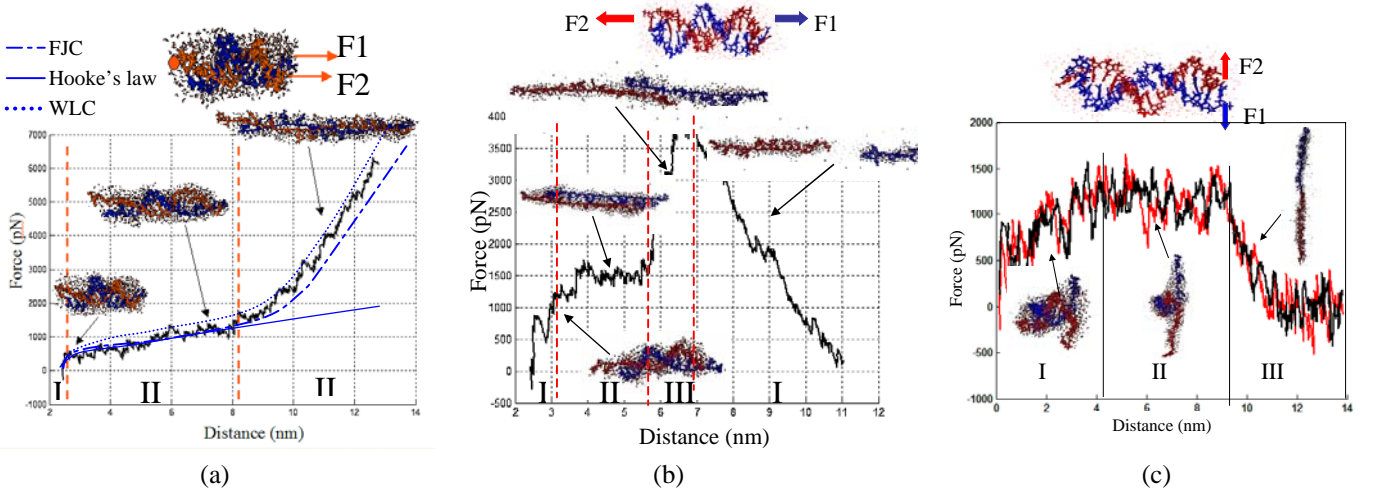 FJC
Hooke's law
WLC
F1
F2
7000
6000
5000
4000
3000
2000
1000
0
-1000
Force (pN)
I
II
II
2
4
6
8
10
12
14
Distance (nm)
(a)
F2
F1
400
3500
3000
2500
2000
1500
1000
500
0
-500
Force (pN)
I
II
III
I
2
3
4
5
6
7
8
9
10
11
12
Distance (nm)
(b)
F2
F1
2000
1500
1000
500
0
-500
-1000
Force (pN)
I
II
III
0
2
4
6
8
10
12
14
Distance (nm)
(c)